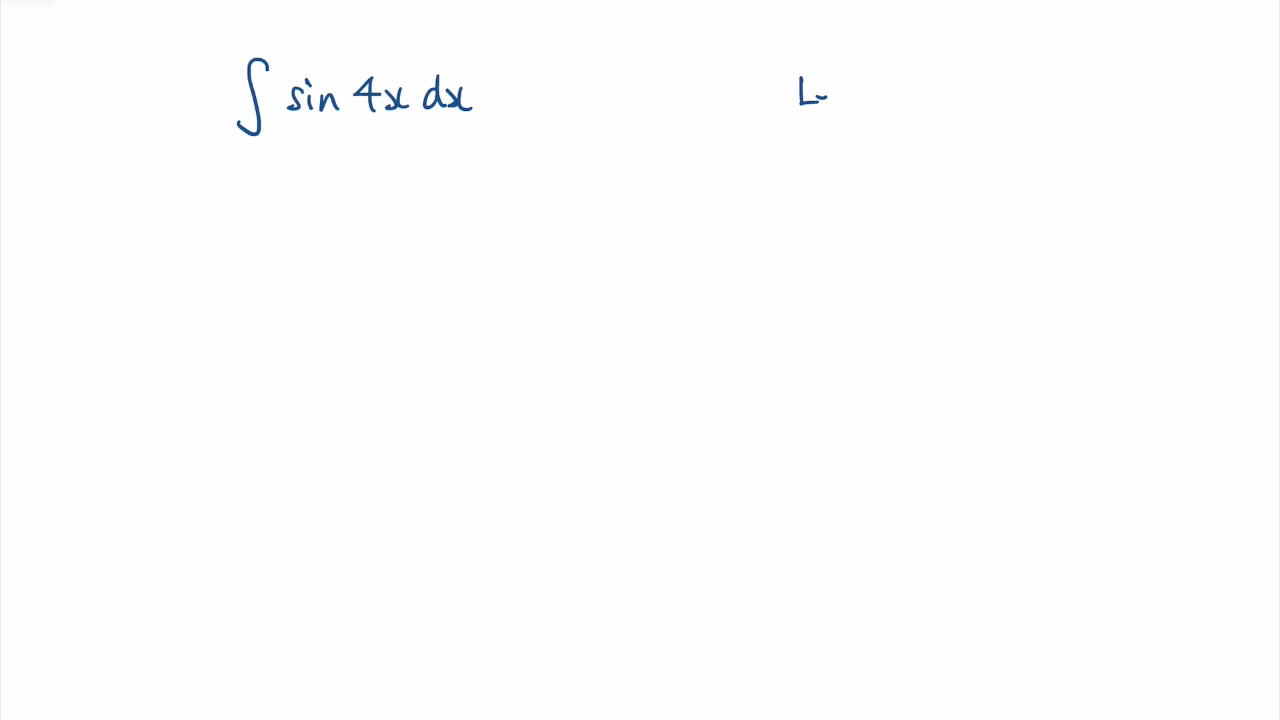 ∫ sin 4x dx